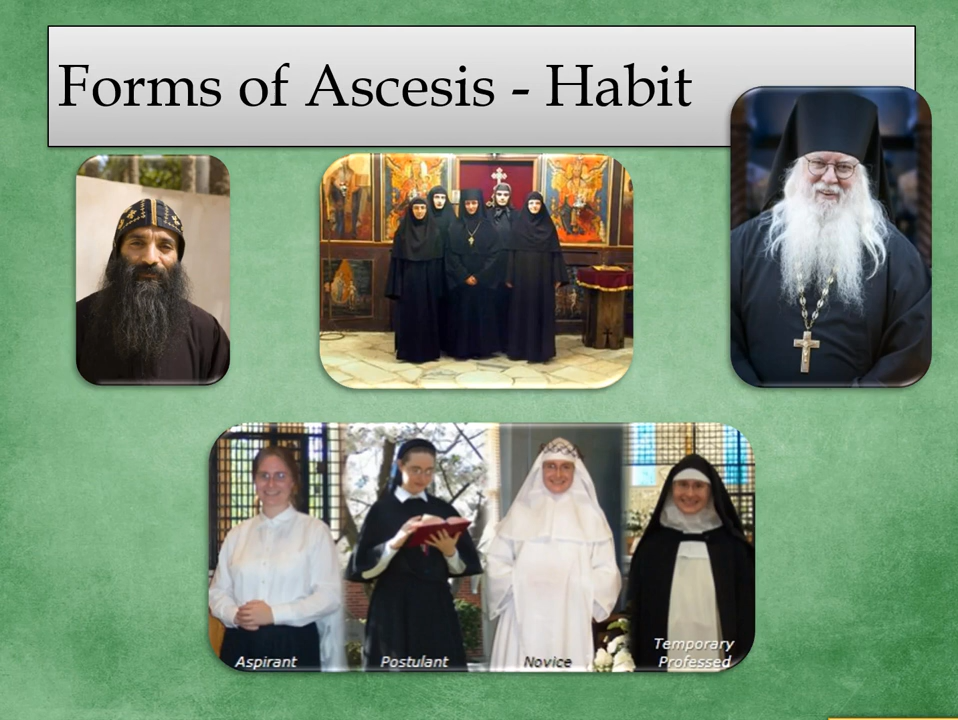 Forms of Ascesis - Habit
Aspirant
Postulant
Novice
Temporary
Professed